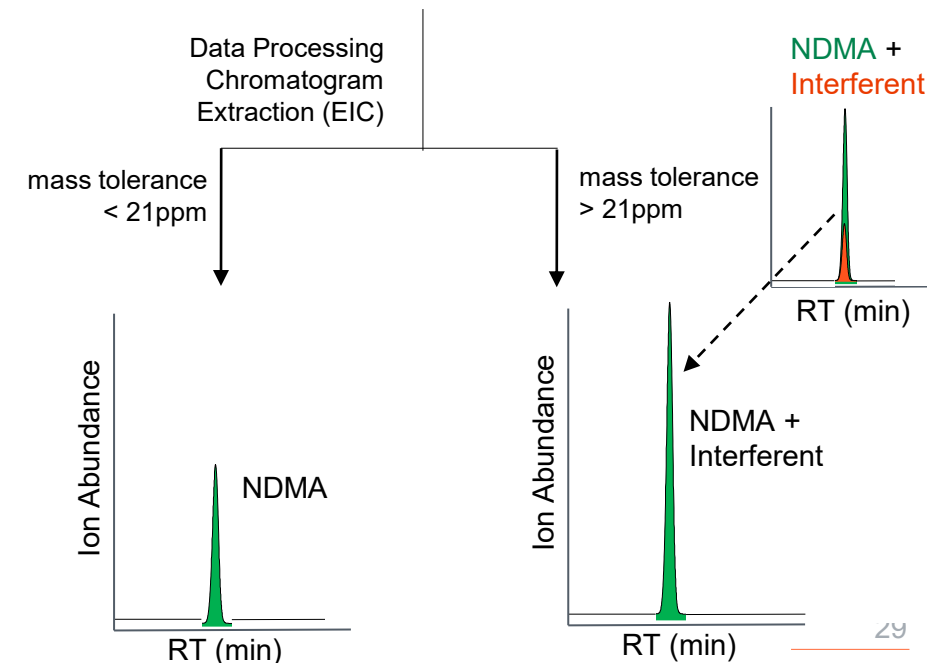 Data Processing
Chromatogram
Extraction (EIC)
NDMA +
Interferent
mass tolerance
< 21ppm
mass tolerance
> 21ppm
RT (min)
Ion Abundance
NDMA
RT (min)
Ion Abundance
NDMA +
Interferent
RT (min)
29